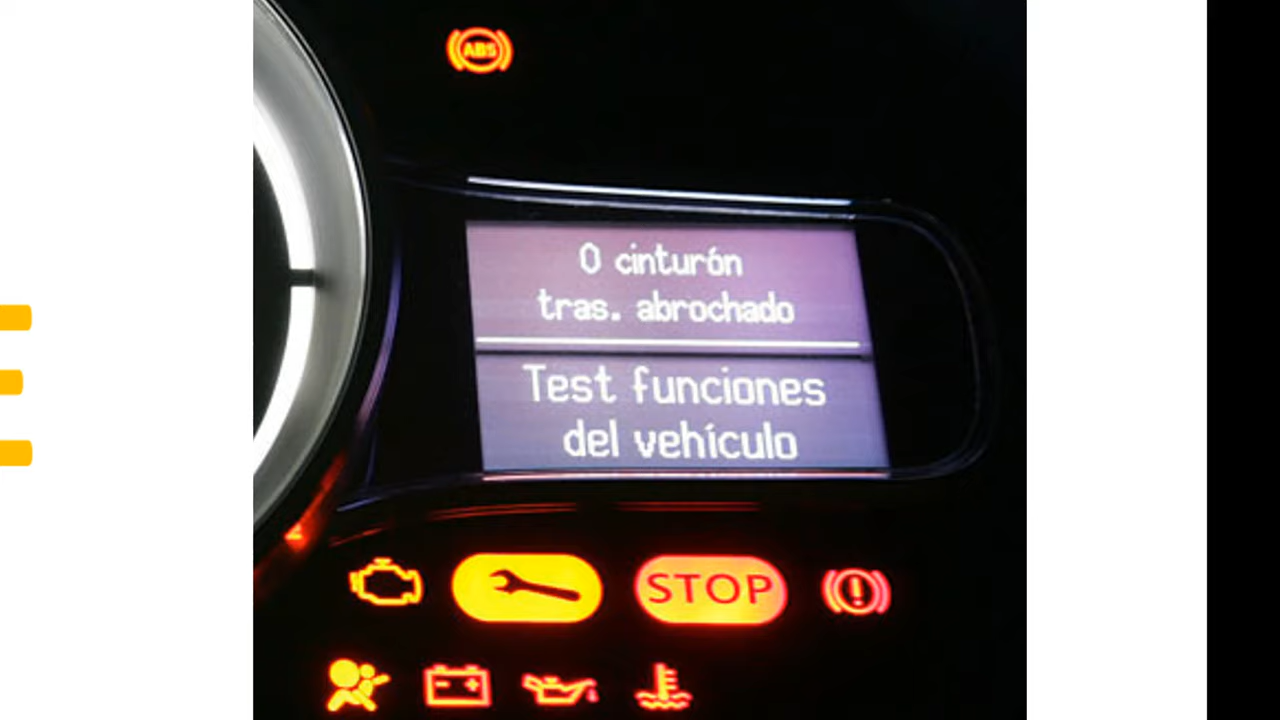 ABS
0 cinturón
tras. abrochado
Test funciones
del vehículo
STOP